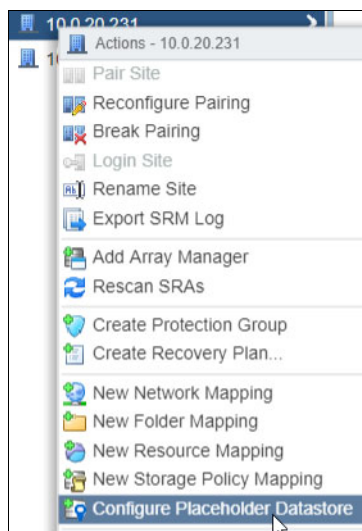 10.0.20.231
Actions - 10.0.20.231
Pair Site
Reconfigure Pairing
Break Pairing
Login Site
Rename Site
Export SRM Log
Add Array Manager
Rescan SRAs
Create Protection Group
Create Recovery Plan...
New Network Mapping
New Folder Mapping
New Resource Mapping
New Storage Policy Mapping
Configure Placeholder Datastore